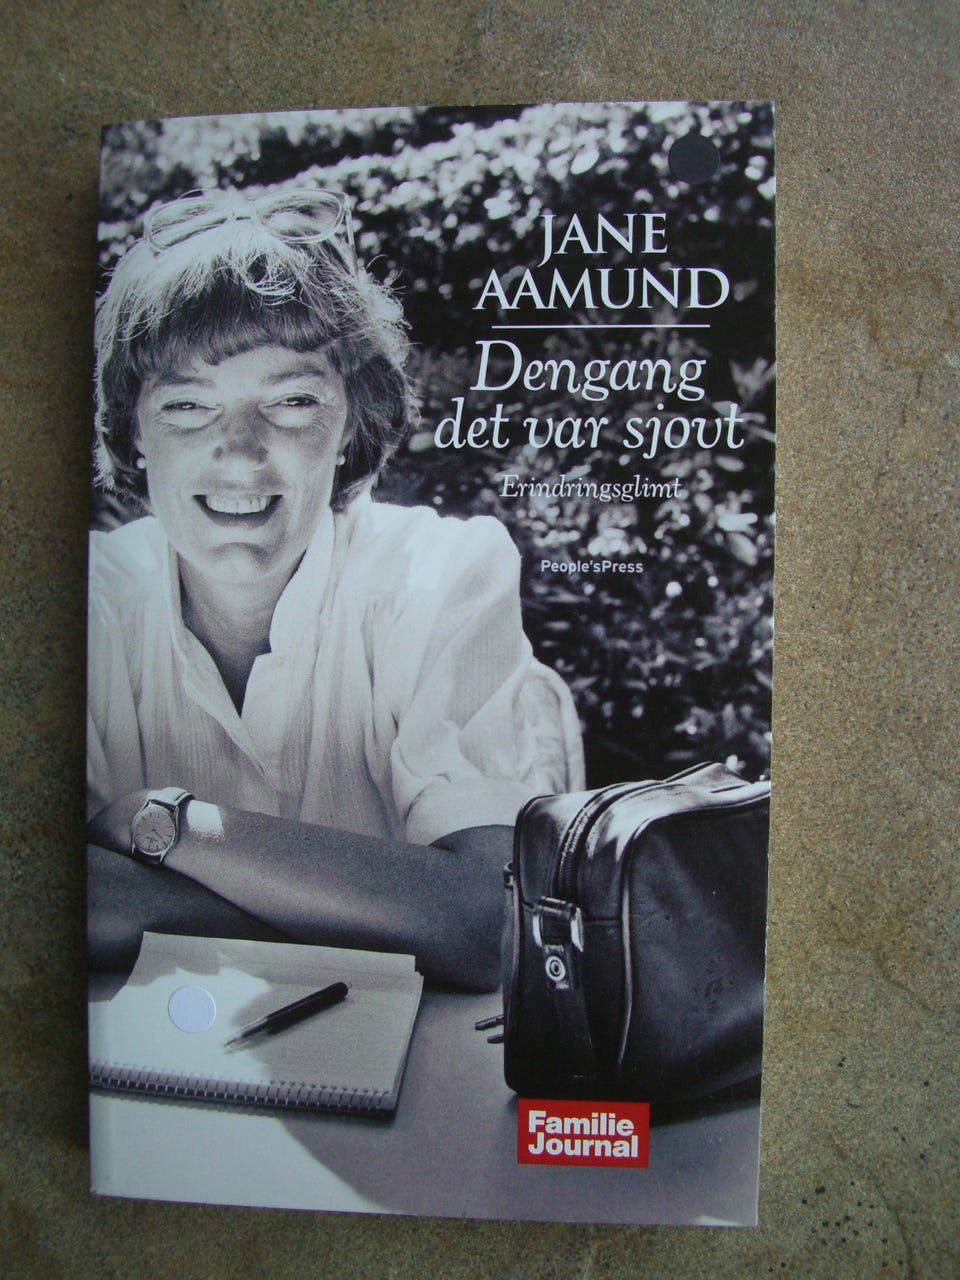 JANE
AAMUND
Dengang
det var sjovt
Erindringsglimt
People'sPress
Familie
Journal